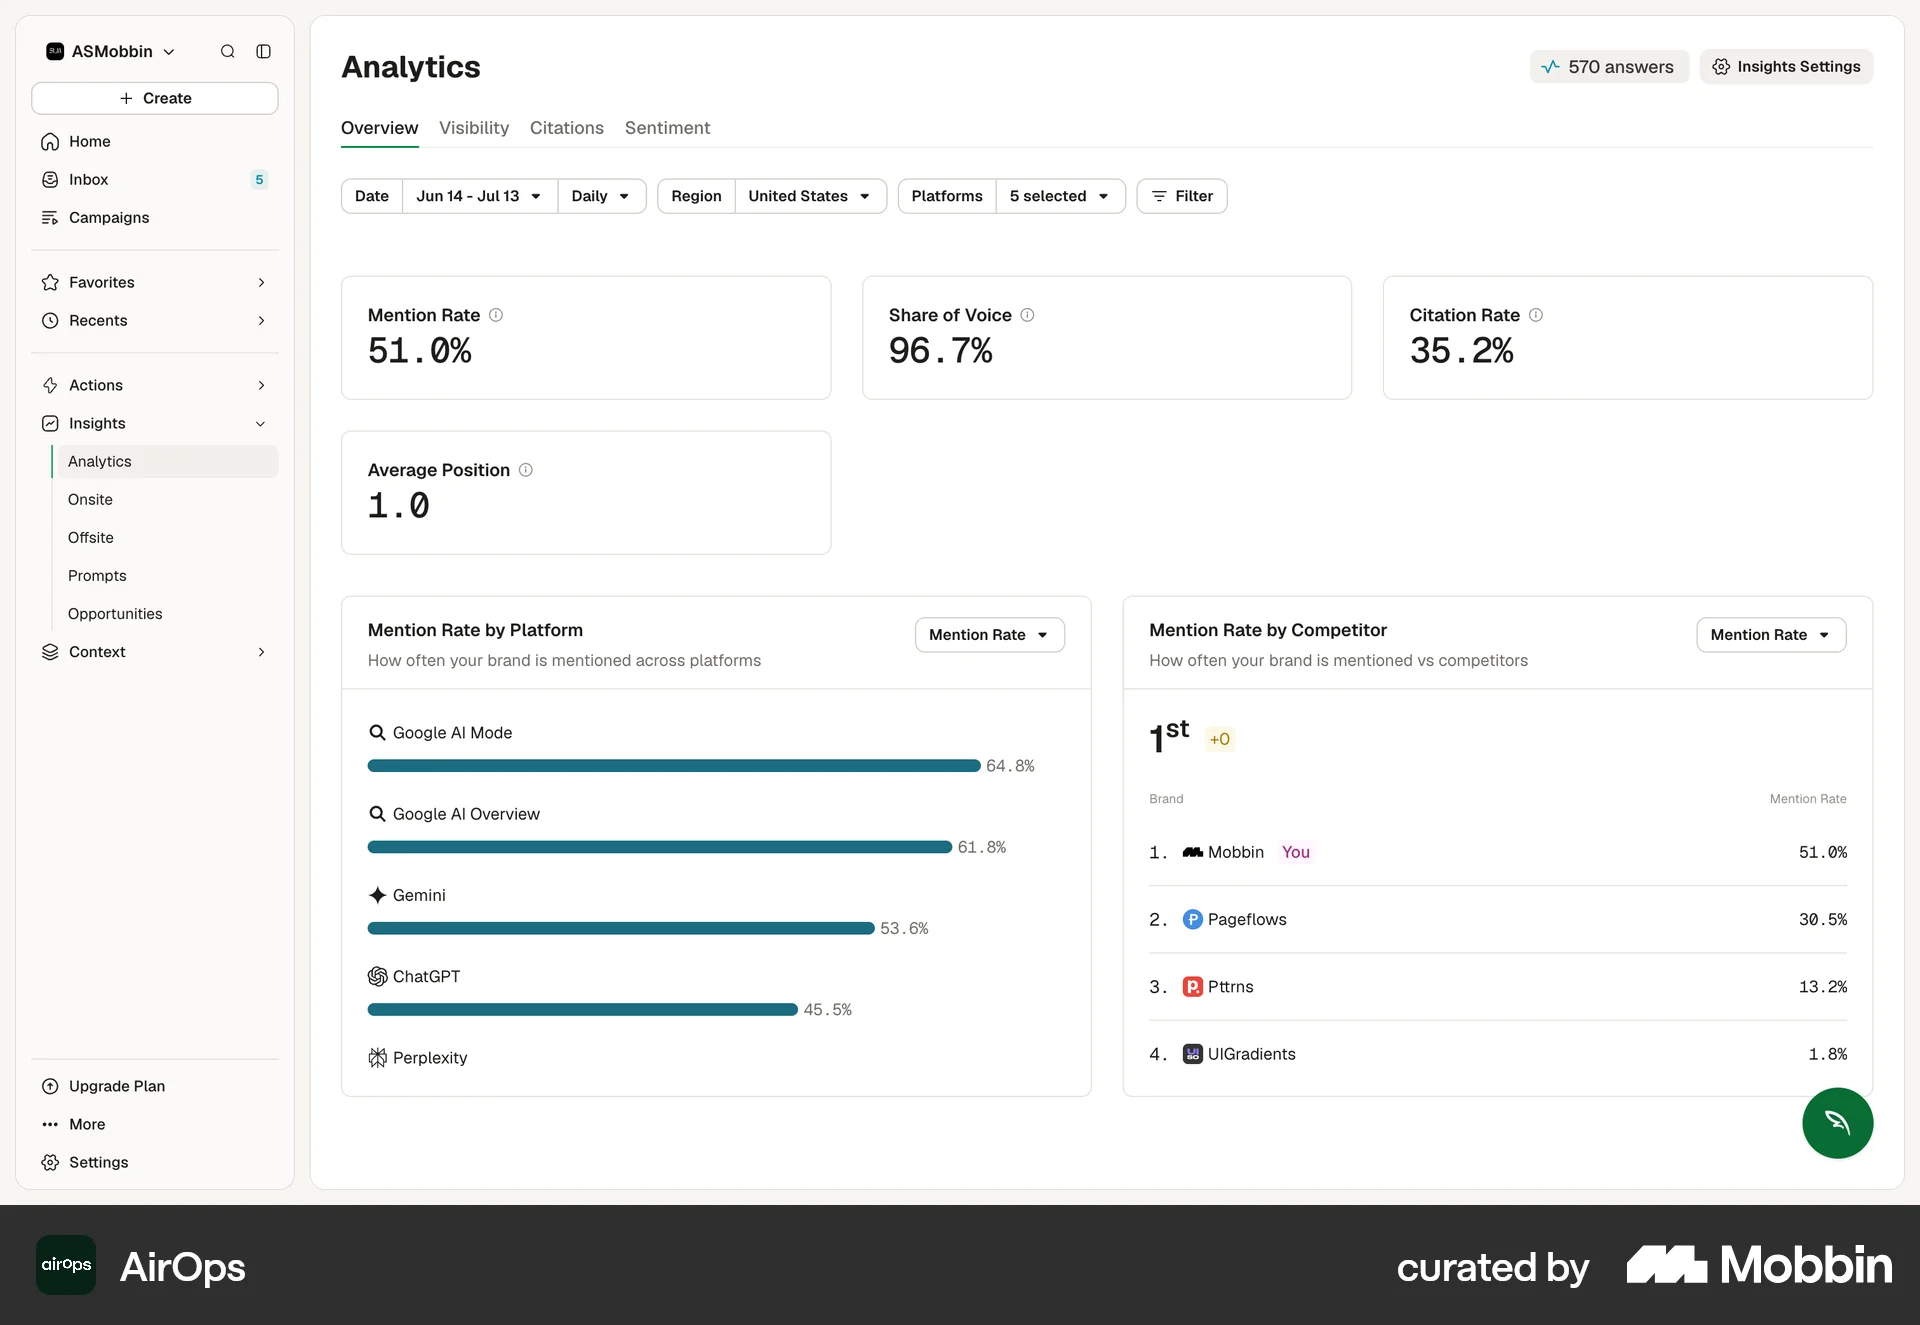 ASMobbin
Create
Home
Inbox 5
Campaigns
Favorites
Recents
Actions
Insights
Analytics
Onsite
Offsite
Prompts
Opportunities
Context
Upgrade Plan
More
Settings
Analytics
570 answers
Insights Settings
Overview Visibility Citations Sentiment
Date Jun 14 - Jul 13 Daily Region United States Platforms 5 selected Filter
Mention Rate
51.0%
Share of Voice
96.7%
Citation Rate
35.2%
Average Position
1.0
Mention Rate by Platform
How often your brand is mentioned across platforms
Mention Rate
Google AI Mode
64.8%
Google AI Overview
61.8%
Gemini
53.6%
ChatGPT
45.5%
Perplexity
Mention Rate by Competitor
How often your brand is mentioned vs competitors
Mention Rate
1st +0
Brand Mention Rate
1. Mobbin You 51.0%
2. Pageflows 30.5%
3. Pttrns 13.2%
4. UIGradients 1.8%
airops AirOps
curated by Mobbin